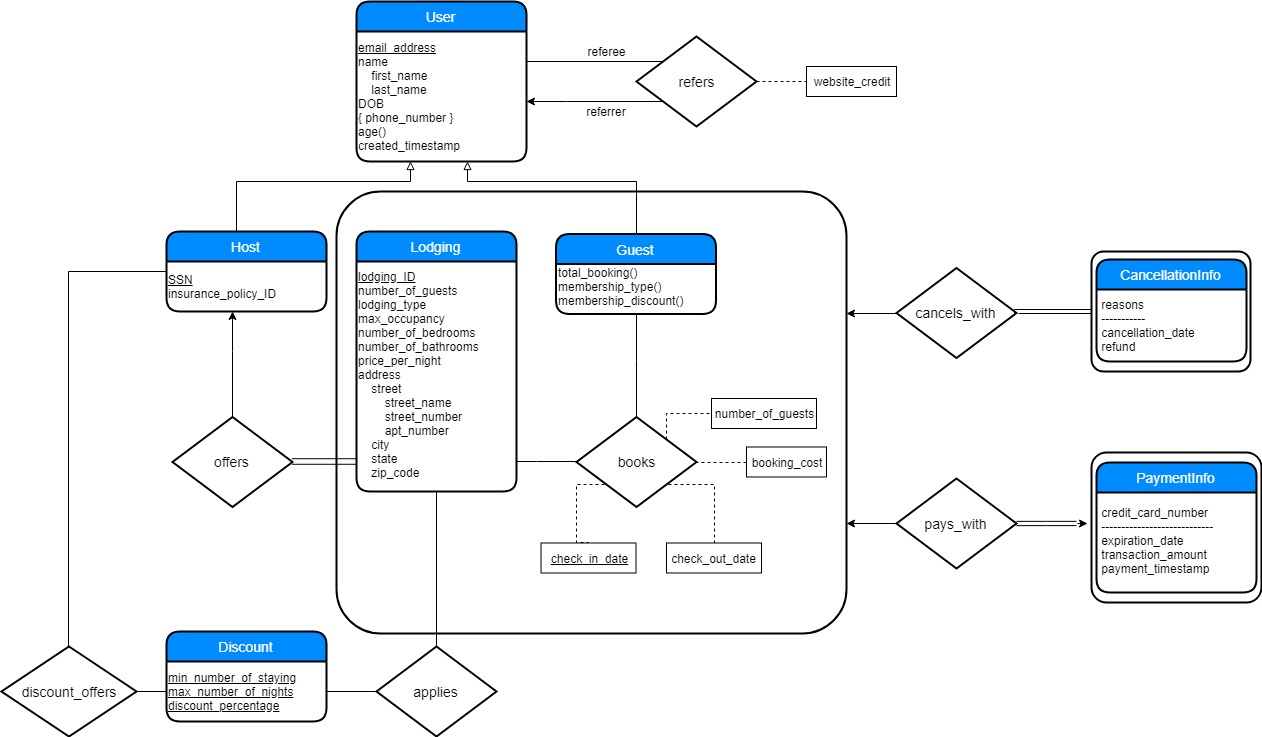 User
email_address
name
first_name
last_name
DOB
{ phone_number }
age()
created_timestamp
referee
refers
referrer
website_credit
Host
SSN
insurance_policy_ID
Lodging
lodging_ID
number_of_guests
lodging_type
max_occupancy
number_of_bedrooms
number_of_bathrooms
price_per_night
address
street
street_name
street_number
apt_number
city
state
zip_code
Guest
total_booking()
membership_type()
membership_discount()
cancels_with
CancellationInfo
reasons
-----------
cancellation_date
refund
offers
books
number_of_guests
booking_cost
check_in_date
check_out_date
pays_with
PaymentInfo
credit_card_number
----------------------------
expiration_date
transaction_amount
payment_timestamp
discount_offers
Discount
min_number_of_staying
max_number_of_nights
discount_percentage
applies